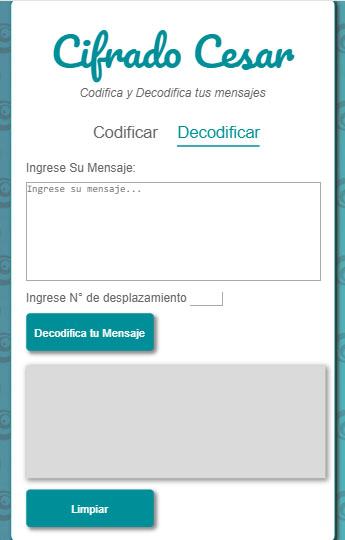 Cifrado Cesar
Codifica y Decodifica tus mensajes
Codificar Decodificar
Ingrese Su Mensaje:
Ingrese su mensaje...
Ingrese N° de desplazamiento
Decodifica tu Mensaje
Limpiar